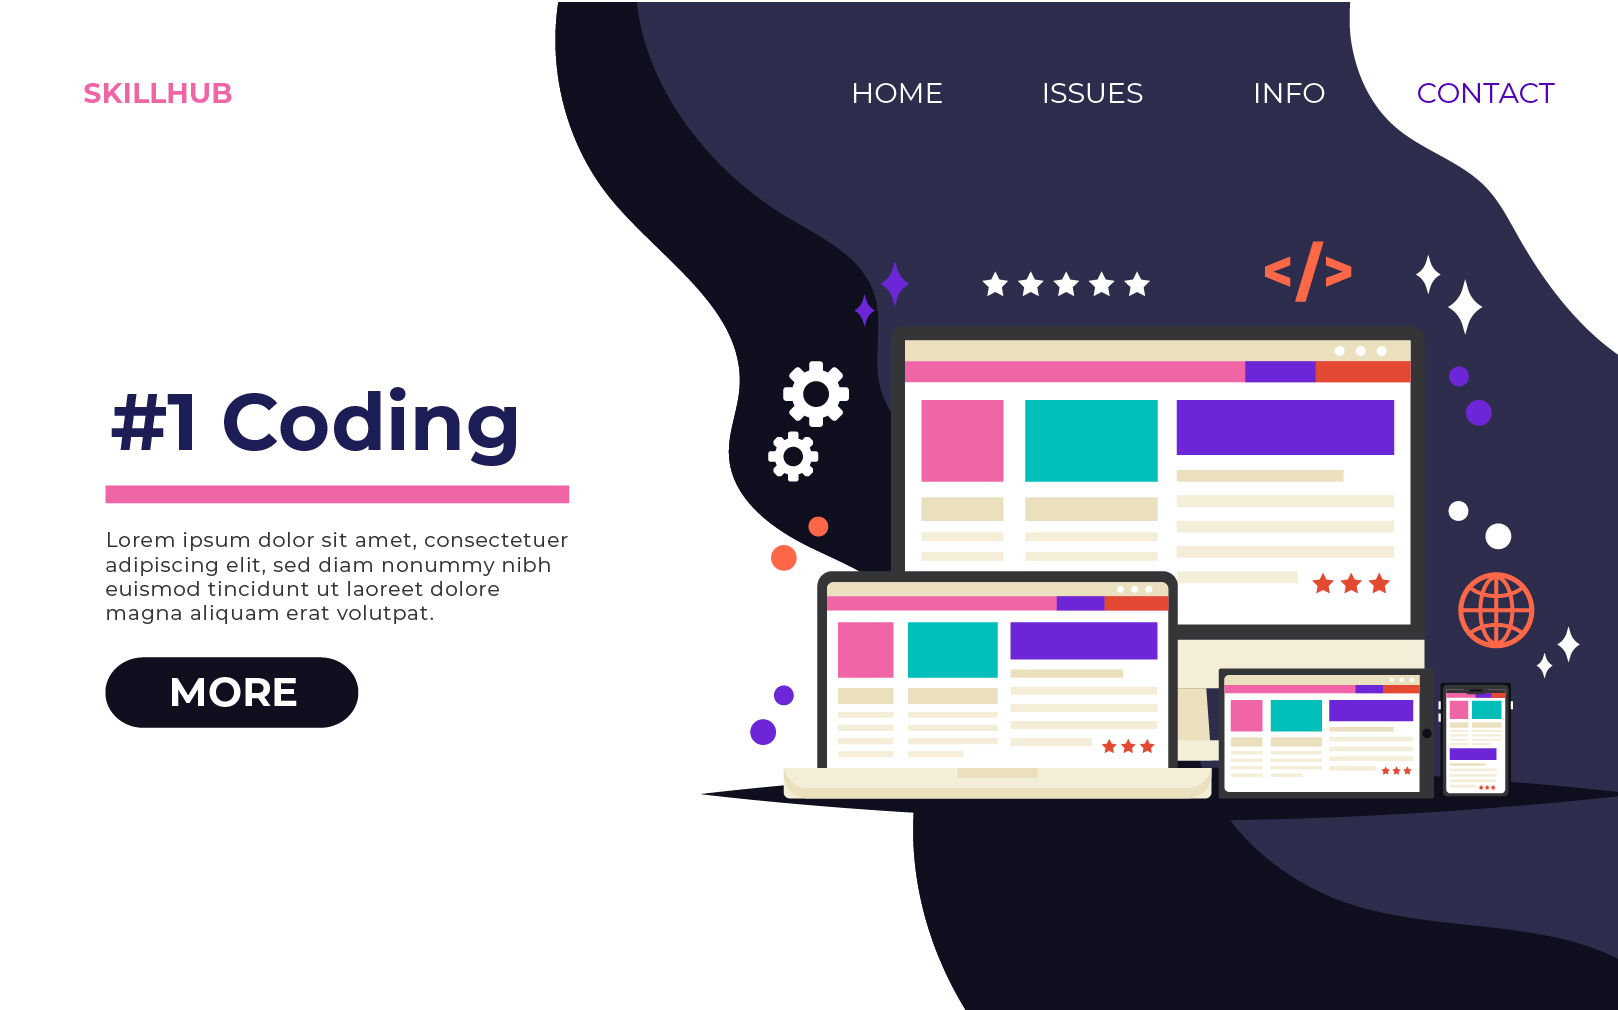 SKILLHUB
HOME ISSUES INFO CONTACT
</>
#1 Coding
Lorem ipsum dolor sit amet, consectetuer
adipiscing elit, sed diam nonummy nibh
euismod tincidunt ut laoreet dolore
magna aliquam erat volutpat.
MORE